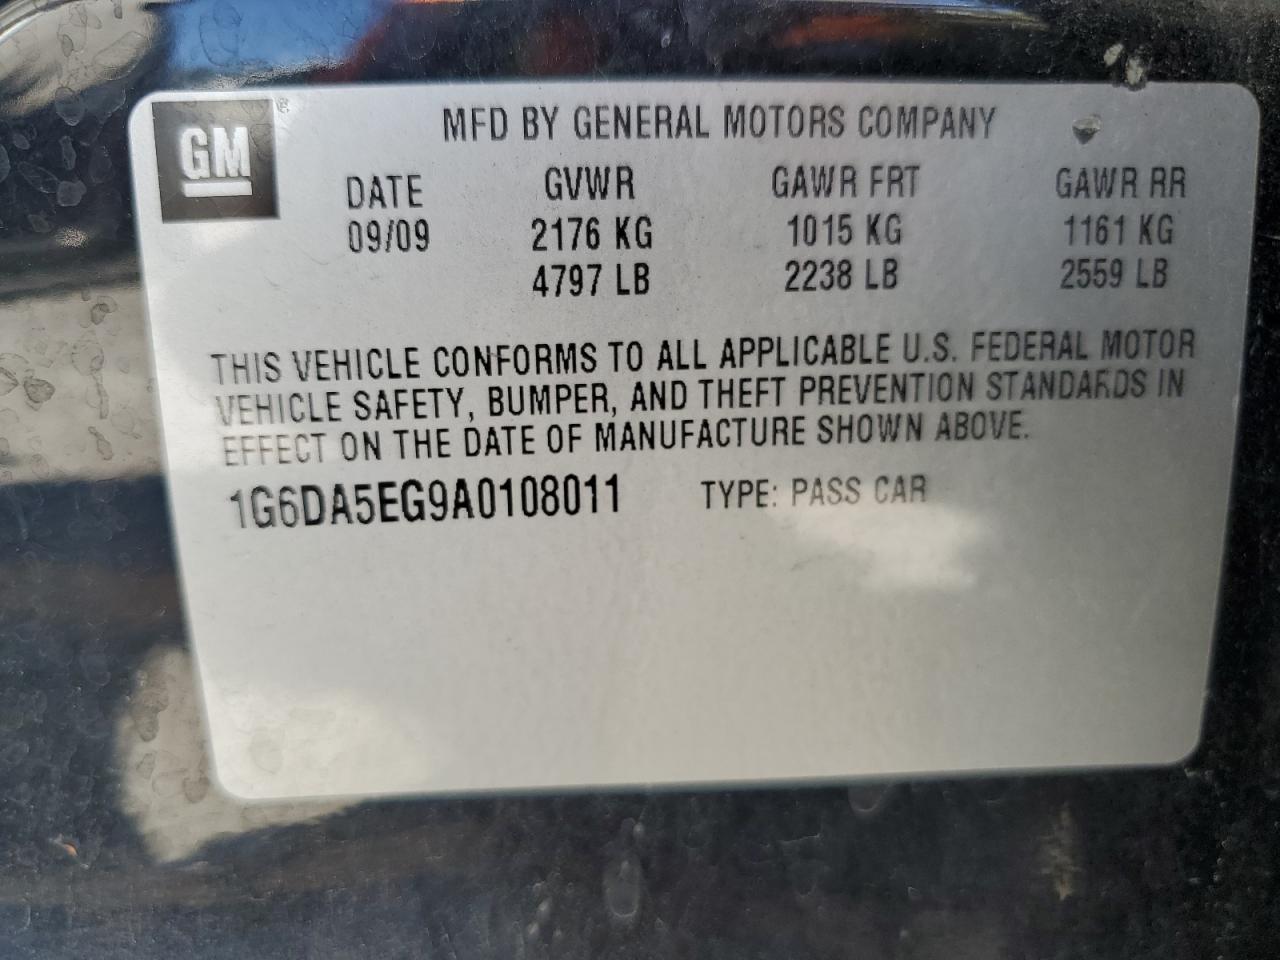 GM ®
MFD BY GENERAL MOTORS COMPANY
DATE GVWR GAWR FRT GAWR RR
09/09 2176 KG 1015 KG 1161 KG
4797 LB 2238 LB 2559 LB
THIS VEHICLE CONFORMS TO ALL APPLICABLE U.S. FEDERAL MOTOR
VEHICLE SAFETY, BUMPER, AND THEFT PREVENTION STANDARDS IN
EFFECT ON THE DATE OF MANUFACTURE SHOWN ABOVE.
1G6DA5EG9A0108011 TYPE: PASS CAR